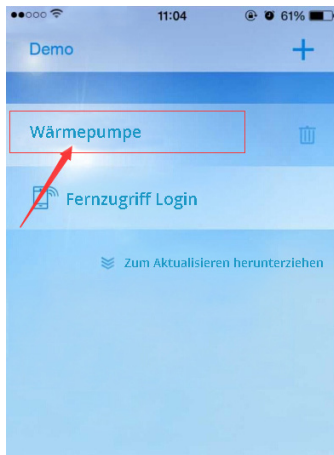 11:04
61%
Demo
Wärmepumpe
Fernzugriff Login
Zum Aktualisieren herunterziehen